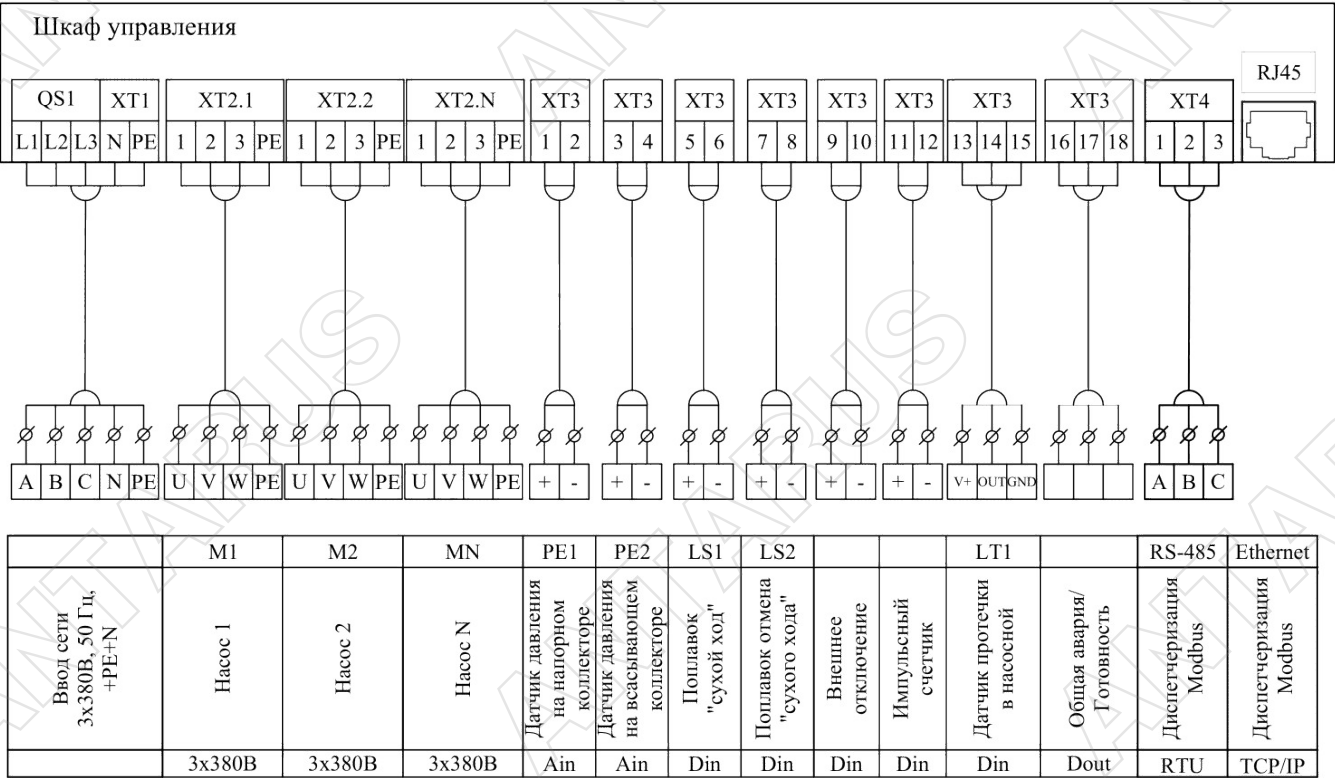 Шкаф управления
RJ45
QS1 XT1 XT2.1 XT2.2 XT2.N XT3 XT3 XT3 XT3 XT3 XT3 XT3 XT3 XT4
L1 L2 L3 N PE 1 2 3 PE 1 2 3 PE 1 2 3 PE 1 2 3 4 5 6 7 8 9 10 11 12 13 14 15 16 17 18 1 2 3
A B C N PE U V W PE U V W PE U V W PE + - + - + - + - + - + - V+ OUT GND A B C
M1 M2 MN PE1 PE2 LS1 LS2 LT1 RS-485 Ethernet
Ввод сети
3x380В, 50 Гц,
+PE+N
Насос 1
Насос 2
Насос N
Датчик давления
на напорном
коллекторе
Датчик давления
на всасывающем
коллекторе
Поплавок
"сухой ход"
Поплавок отмена
"сухого хода"
Внешнее
отключение
Импульсный
счетчик
Датчик протечки
в насосной
Общая авария/
Готовность
Диспетчеризация
Modbus
Диспетчеризация
Modbus
3x380В 3x380В 3x380В Ain Ain Din Din Din Din Din Dout RTU TCP/IP
ANTARUS